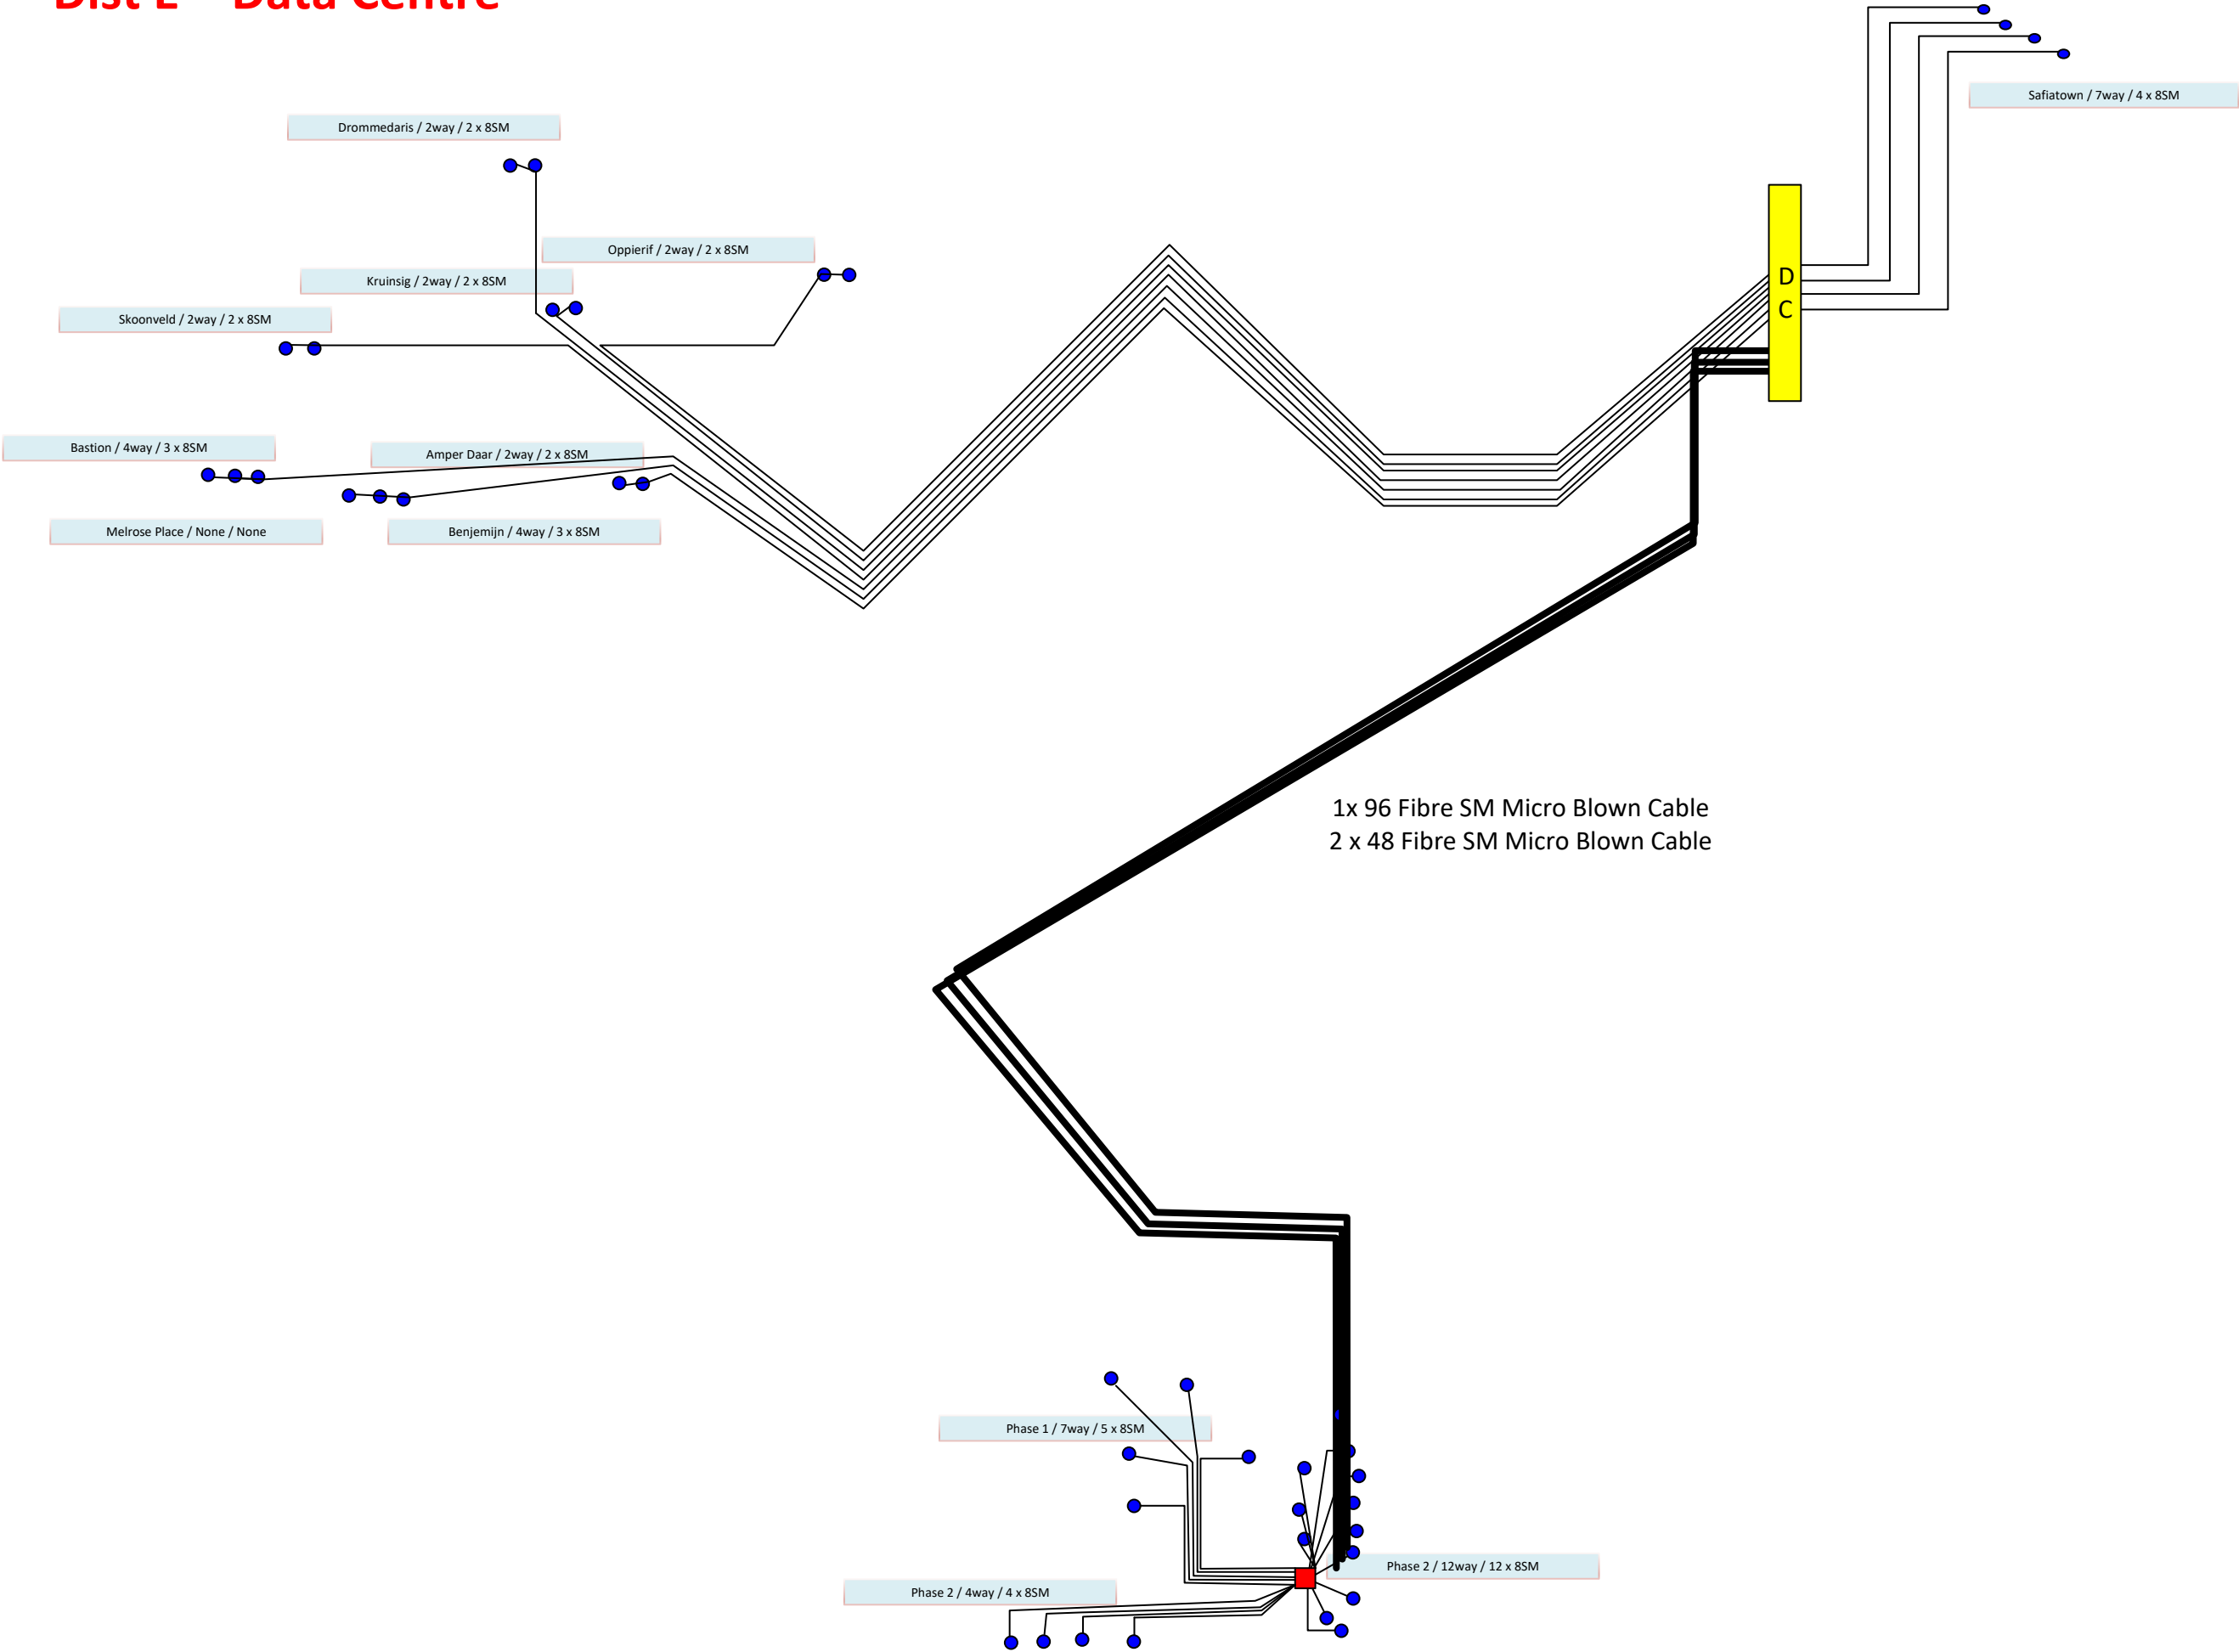 Dist E – Data Centre
Safiatown / 7way / 4 x 8SM
Drommedaris / 2way / 2 x 8SM
Oppierif / 2way / 2 x 8SM
Kruinsig / 2way / 2 x 8SM
D
C
Skoonveld / 2way / 2 x 8SM
Bastion / 4way / 3 x 8SM
Amper Daar / 2way / 2 x 8SM
Melrose Place / None / None
Benjemijn / 4way / 3 x 8SM
1x 96 Fibre SM Micro Blown Cable
2 x 48 Fibre SM Micro Blown Cable
Phase 1 / 7way / 5 x 8SM
Phase 2 / 12way / 12 x 8SM
Phase 2 / 4way / 4 x 8SM